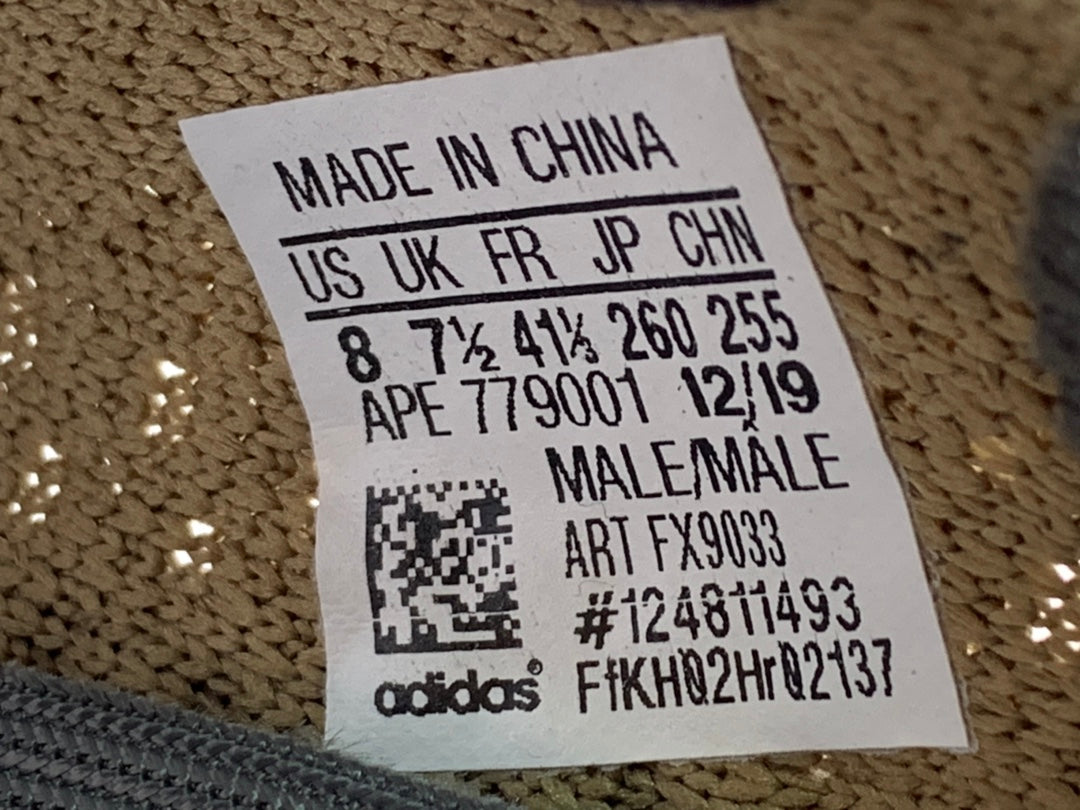 MADE IN CHINA
US UK FR JP CHN
8 7½ 41⅓ 260 255
APE 779001 12/19
MALE/MÂLE
ART FX9033
#124811493
FfKH02Hr02137
adidas®